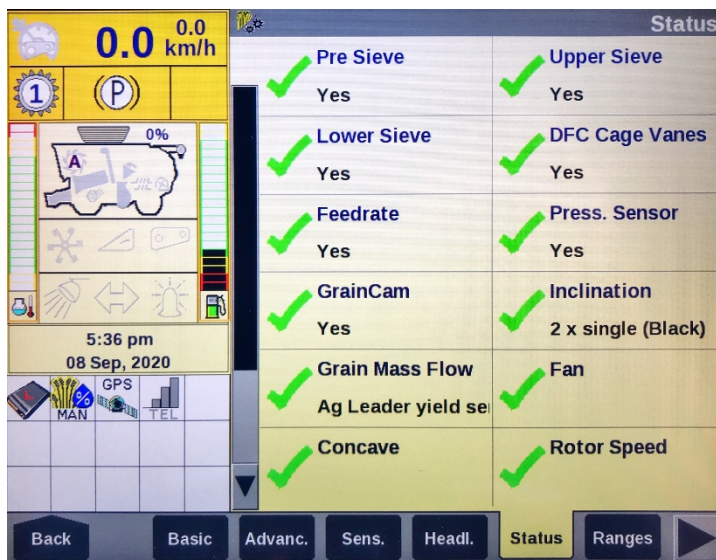 0.0
0.0
km/h
Status
1
(P)
0%
A
Pre Sieve
Yes
Upper Sieve
Yes
Lower Sieve
Yes
DFC Cage Vanes
Yes
Feedrate
Yes
Press. Sensor
Yes
GrainCam
Yes
Inclination
2 x single (Black)
Grain Mass Flow
Ag Leader yield se
Fan
Concave
Rotor Speed
5:36 pm
08 Sep, 2020
%
MAN
GPS
TEL
Back
Basic
Advanc.
Sens.
Headl.
Status
Ranges